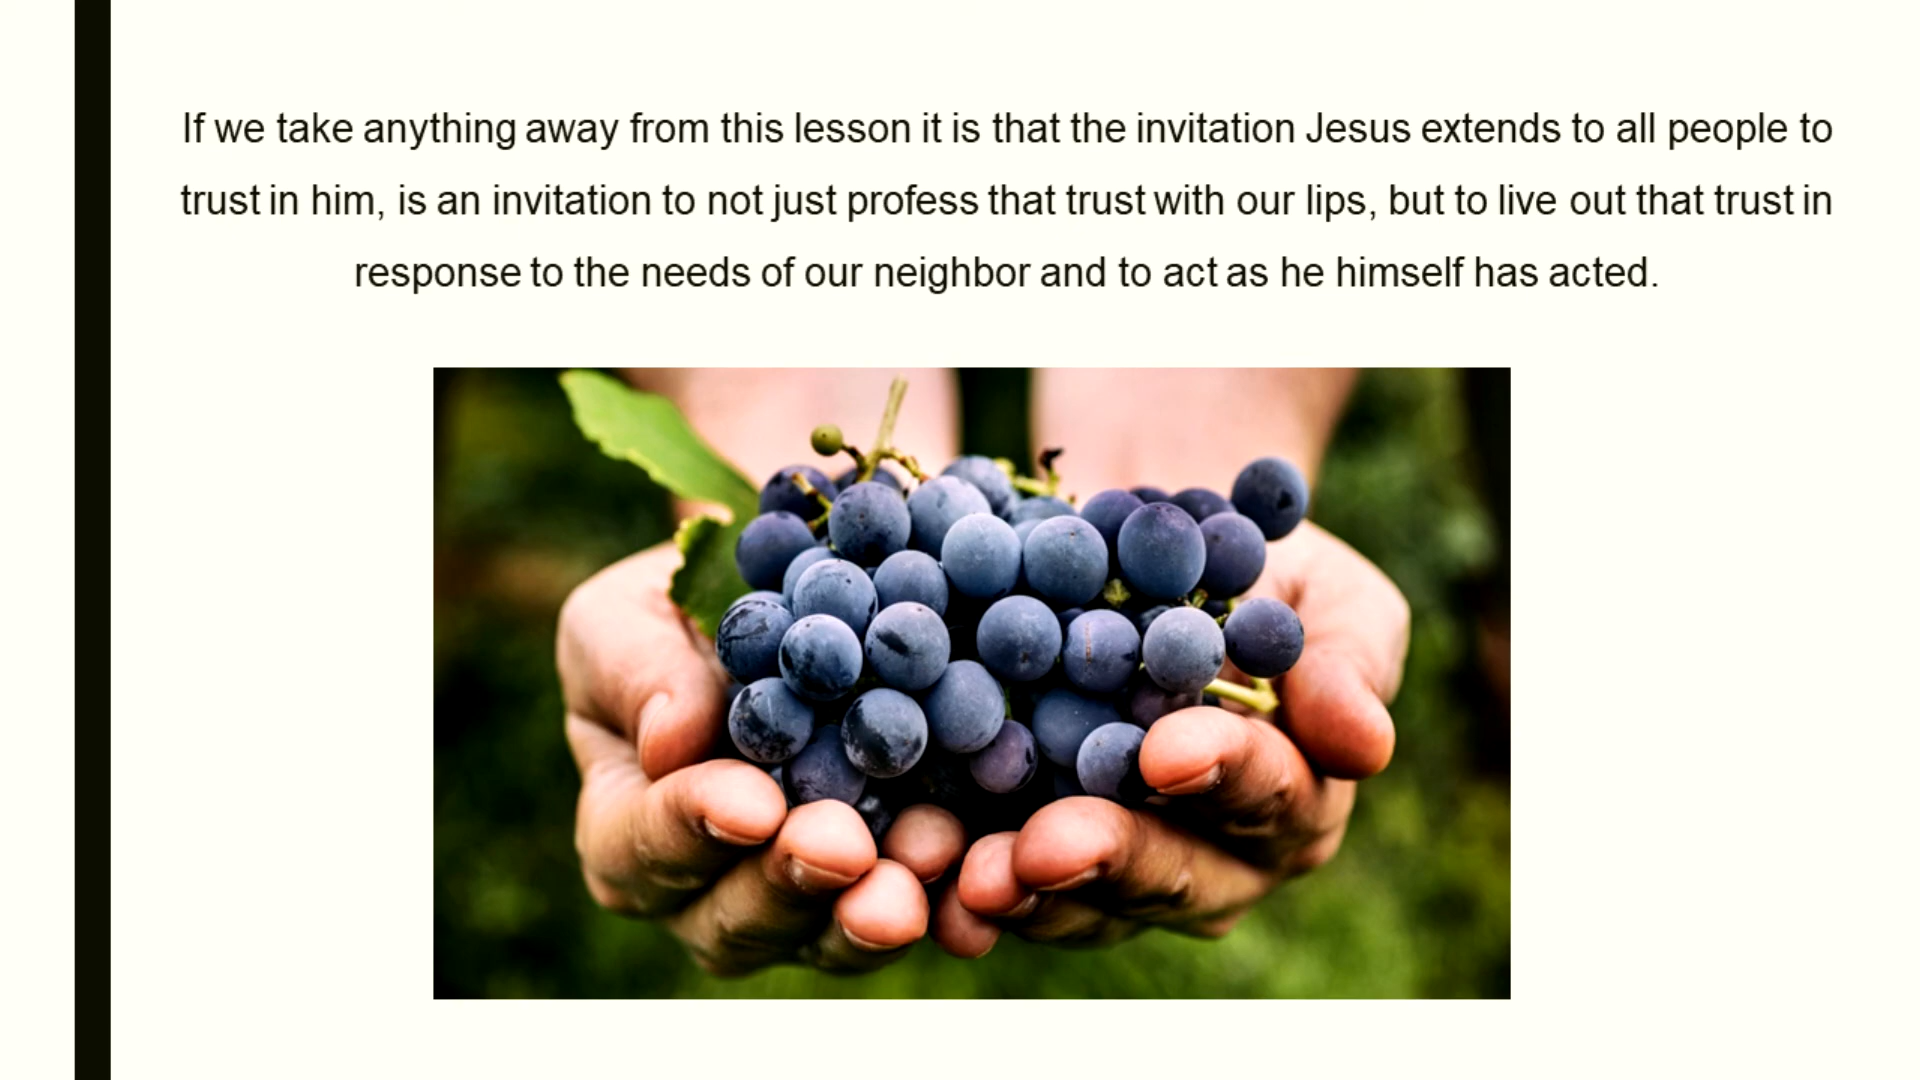 If we take anything away from this lesson it is that the invitation Jesus extends to all people to
trust in him, is an invitation to not just profess that trust with our lips, but to live out that trust in
response to the needs of our neighbor and to act as he himself has acted.